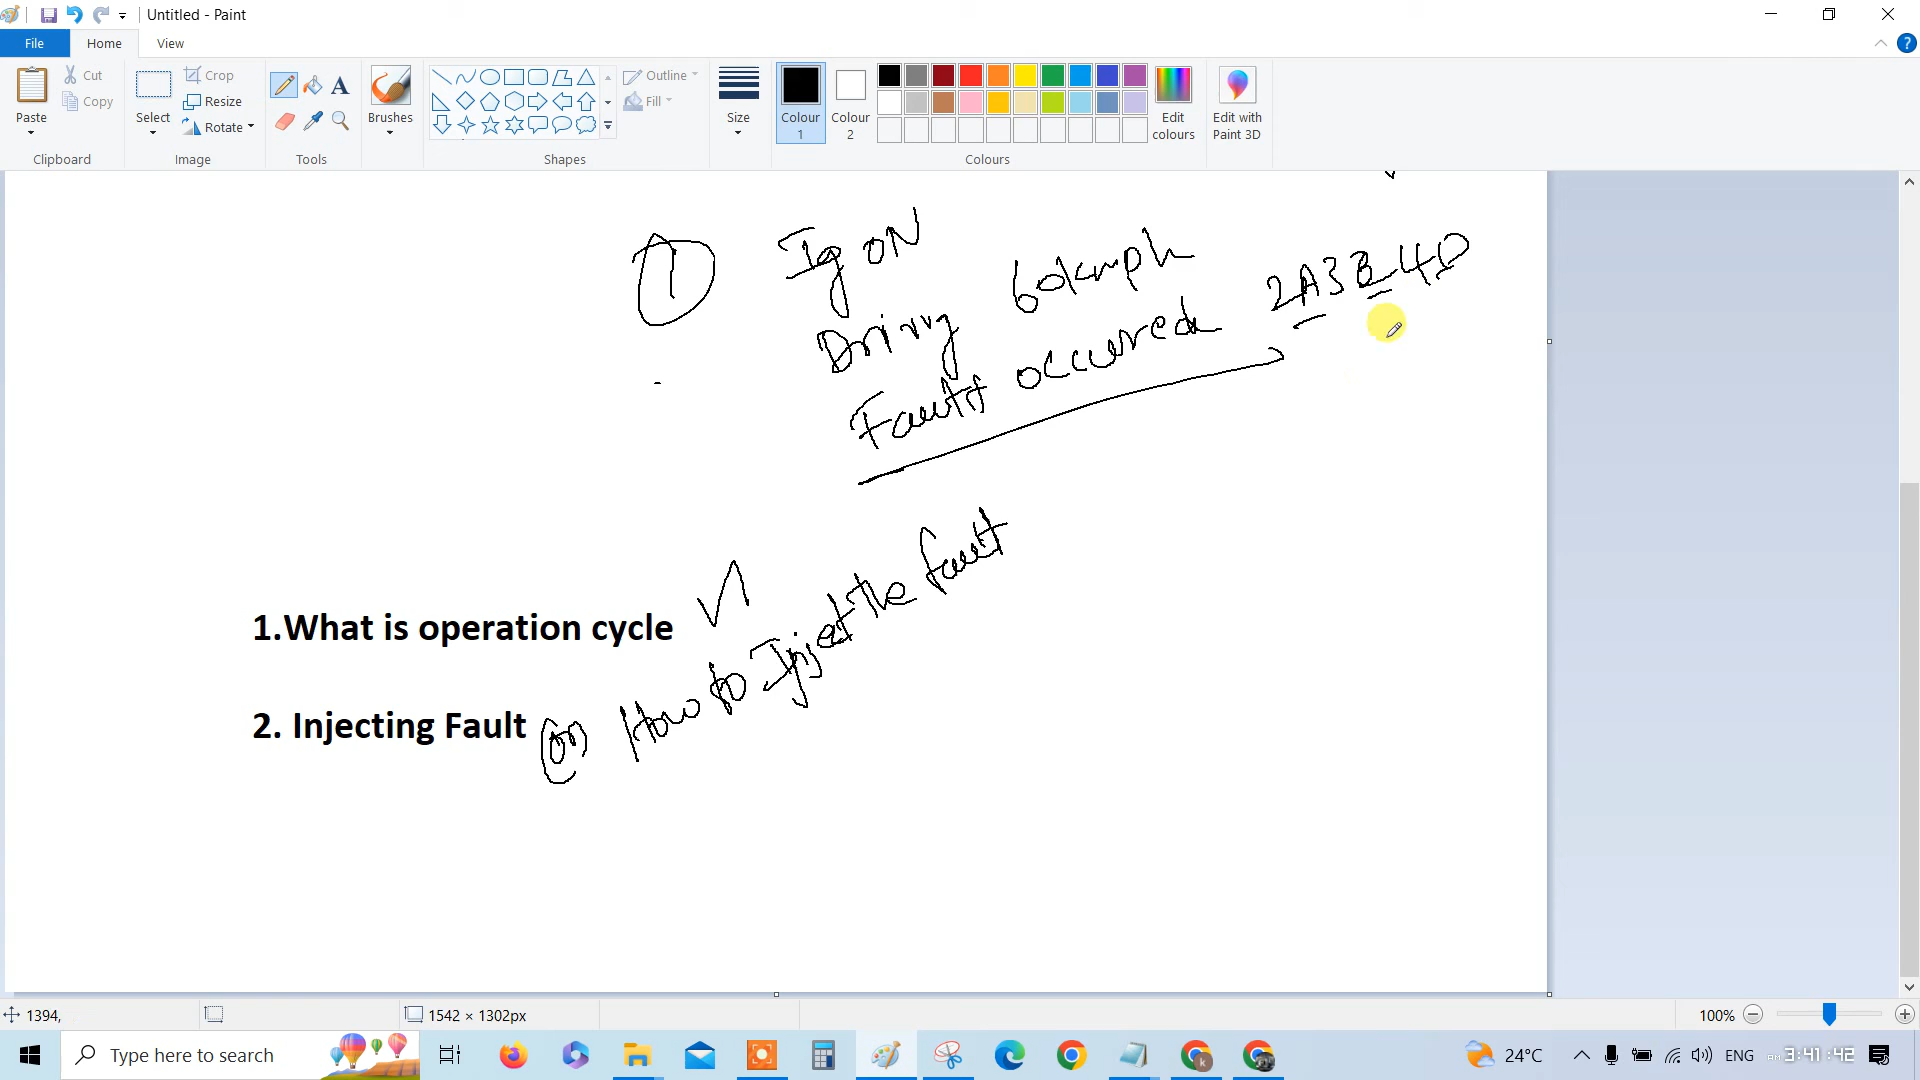 Untitled - Paint
File Home View
Cut
Copy
Paste
Crop
Resize
Rotate
Select
Brushes
Outline
Fill
Size
Colour 1
Colour 2
Edit colours
Edit with Paint 3D
Clipboard
Image
Tools
Shapes
Colours
1 Ig ON
Driving 60kmph
Fault occured 2A3B4D
1.What is operation cycle
2. Injecting Fault
How to Inject the fault
1394,
1542 × 1302px
100%
Type here to search
24°C
ENG
3:41:42